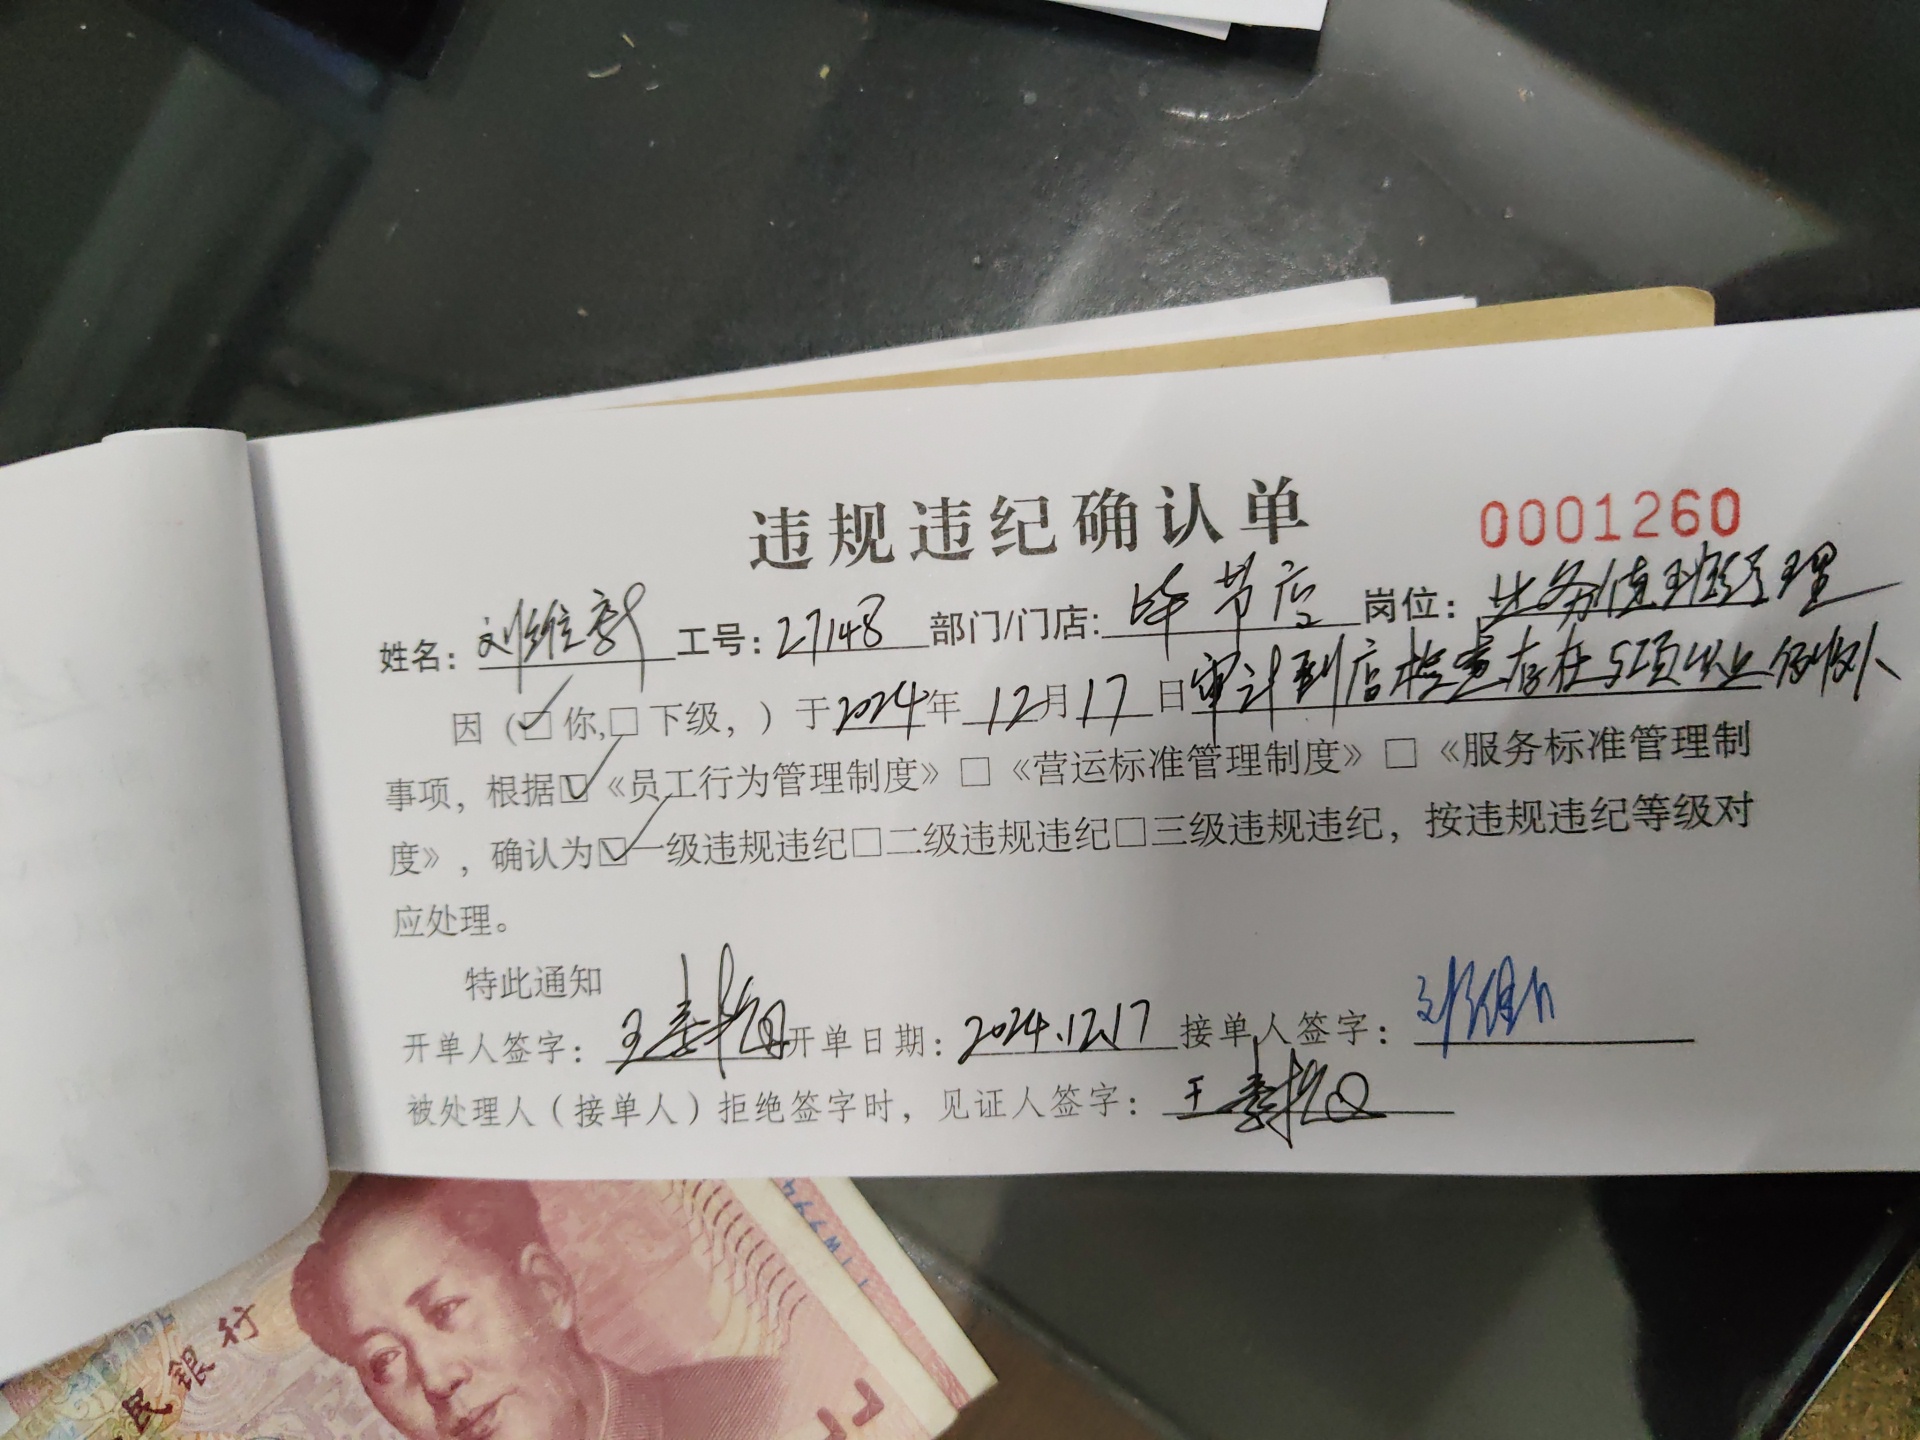 违规违纪确认单 0001260
姓名: 刘维 工号: 27148 部门/门店: 毕节店 岗位: 业务值班经理
因（☑你,□下级，）于2024年12月17日审计到店检查存在5项
事项，根据☑《员工行为管理制度》□《营运标准管理制度》□《服务标准管理制
度》，确认为☑一级违规违纪□二级违规违纪□三级违规违纪，按违规违纪等级对
应处理。
特此通知
开单人签字: 王 开单日期: 2024.12.17 接单人签字: 刘维
被处理人（接单人）拒绝签字时，见证人签字: 王
民银行